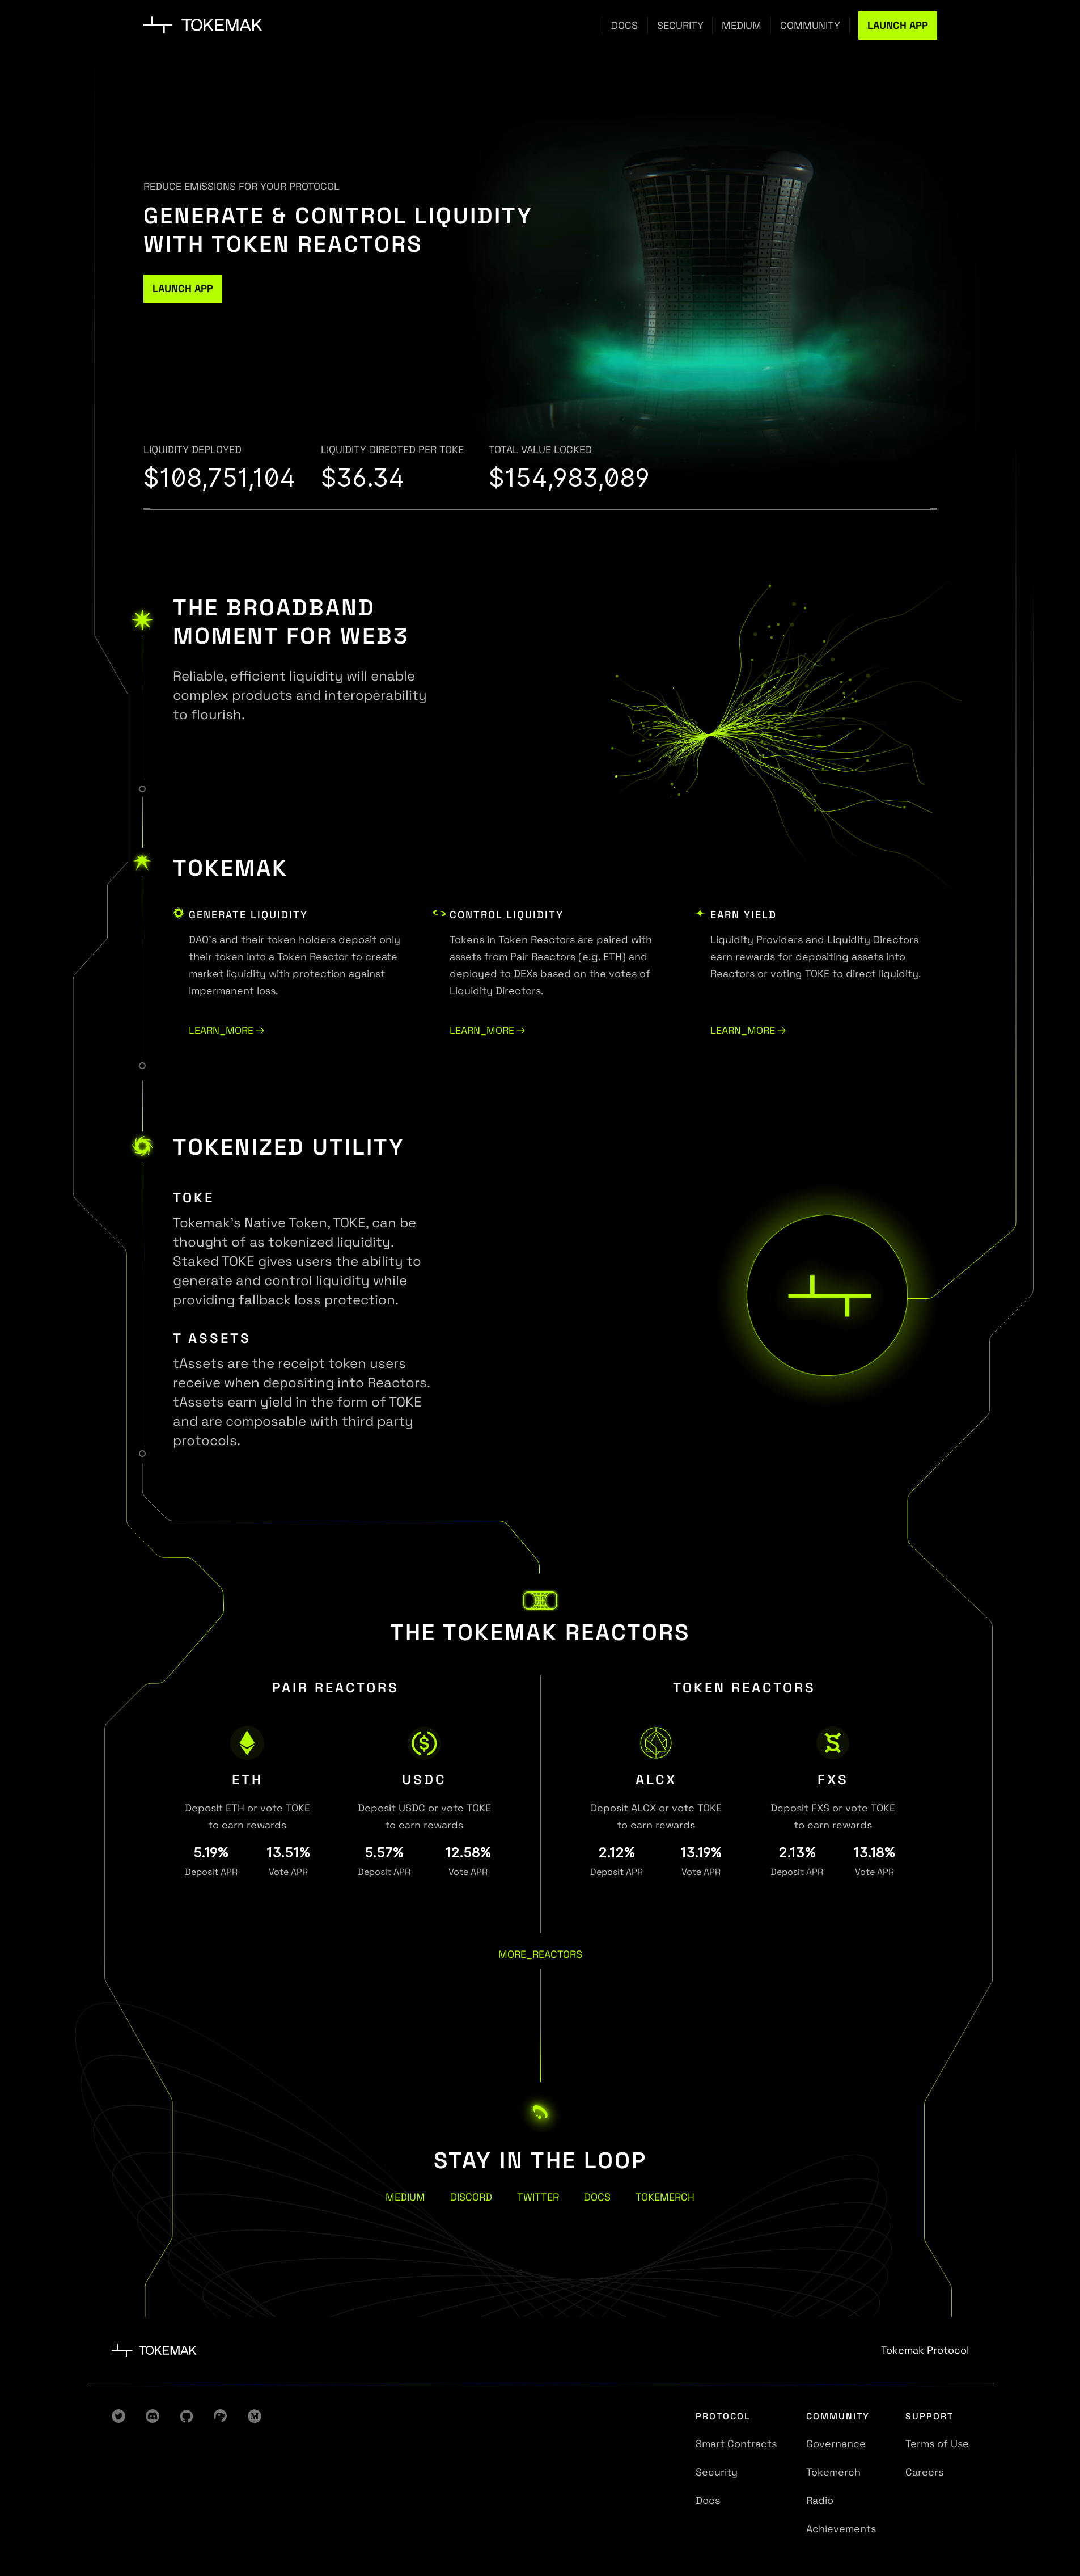 TOKEMAK
DOCS
SECURITY
MEDIUM
COMMUNITY
LAUNCH APP
REDUCE EMISSIONS FOR YOUR PROTOCOL
GENERATE & CONTROL LIQUIDITY
WITH TOKEN REACTORS
LAUNCH APP
LIQUIDITY DEPLOYED
$108,751,104
LIQUIDITY DIRECTED PER TOKE
$36.34
TOTAL VALUE LOCKED
$154,983,089
THE BROADBAND
MOMENT FOR WEB3
Reliable, efficient liquidity will enable
complex products and interoperability
to flourish.
TOKEMAK
GENERATE LIQUIDITY
DAO's and their token holders deposit only
their token into a Token Reactor to create
market liquidity with protection against
impermanent loss.
LEARN_MORE →
CONTROL LIQUIDITY
Tokens in Token Reactors are paired with
assets from Pair Reactors (e.g. ETH) and
deployed to DEXs based on the votes of
Liquidity Directors.
LEARN_MORE →
EARN YIELD
Liquidity Providers and Liquidity Directors
earn rewards for depositing assets into
Reactors or voting TOKE to direct liquidity.
LEARN_MORE →
TOKENIZED UTILITY
TOKE
Tokemak's Native Token, TOKE, can be
thought of as tokenized liquidity.
Staked TOKE gives users the ability to
generate and control liquidity while
providing fallback loss protection.
T ASSETS
tAssets are the receipt token users
receive when depositing into Reactors.
tAssets earn yield in the form of TOKE
and are composable with third party
protocols.
THE TOKEMAK REACTORS
PAIR REACTORS
ETH
Deposit ETH or vote TOKE
to earn rewards
5.19%
Deposit APR
13.51%
Vote APR
USDC
Deposit USDC or vote TOKE
to earn rewards
5.57%
Deposit APR
12.58%
Vote APR
TOKEN REACTORS
ALCX
Deposit ALCX or vote TOKE
to earn rewards
2.12%
Deposit APR
13.19%
Vote APR
FXS
Deposit FXS or vote TOKE
to earn rewards
2.13%
Deposit APR
13.18%
Vote APR
MORE_REACTORS
STAY IN THE LOOP
MEDIUM
DISCORD
TWITTER
DOCS
TOKEMERCH
TOKEMAK
Tokemak Protocol
PROTOCOL
Smart Contracts
Security
Docs
COMMUNITY
Governance
Tokemerch
Radio
Achievements
SUPPORT
Terms of Use
Careers